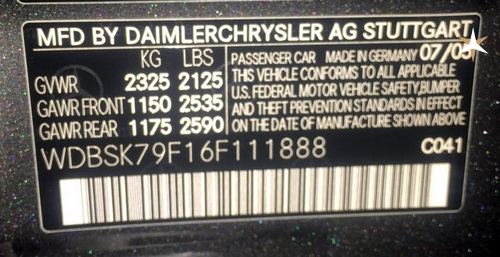 MFD BY DAIMLERCHRYSLER AG STUTTGART
KG LBS
GVWR 2325 2125
GAWR FRONT 1150 2535
GAWR REAR 1175 2590
PASSENGER CAR MADE IN GERMANY 07/05
THIS VEHICLE CONFORMS TO ALL APPLICABLE
U.S. FEDERAL MOTOR VEHICLE SAFETY, BUMPER
AND THEFT PREVENTION STANDARDS IN EFFECT
ON THE DATE OF MANUFACTURE SHOWN ABOVE
WDBSK79F16F111888 C041